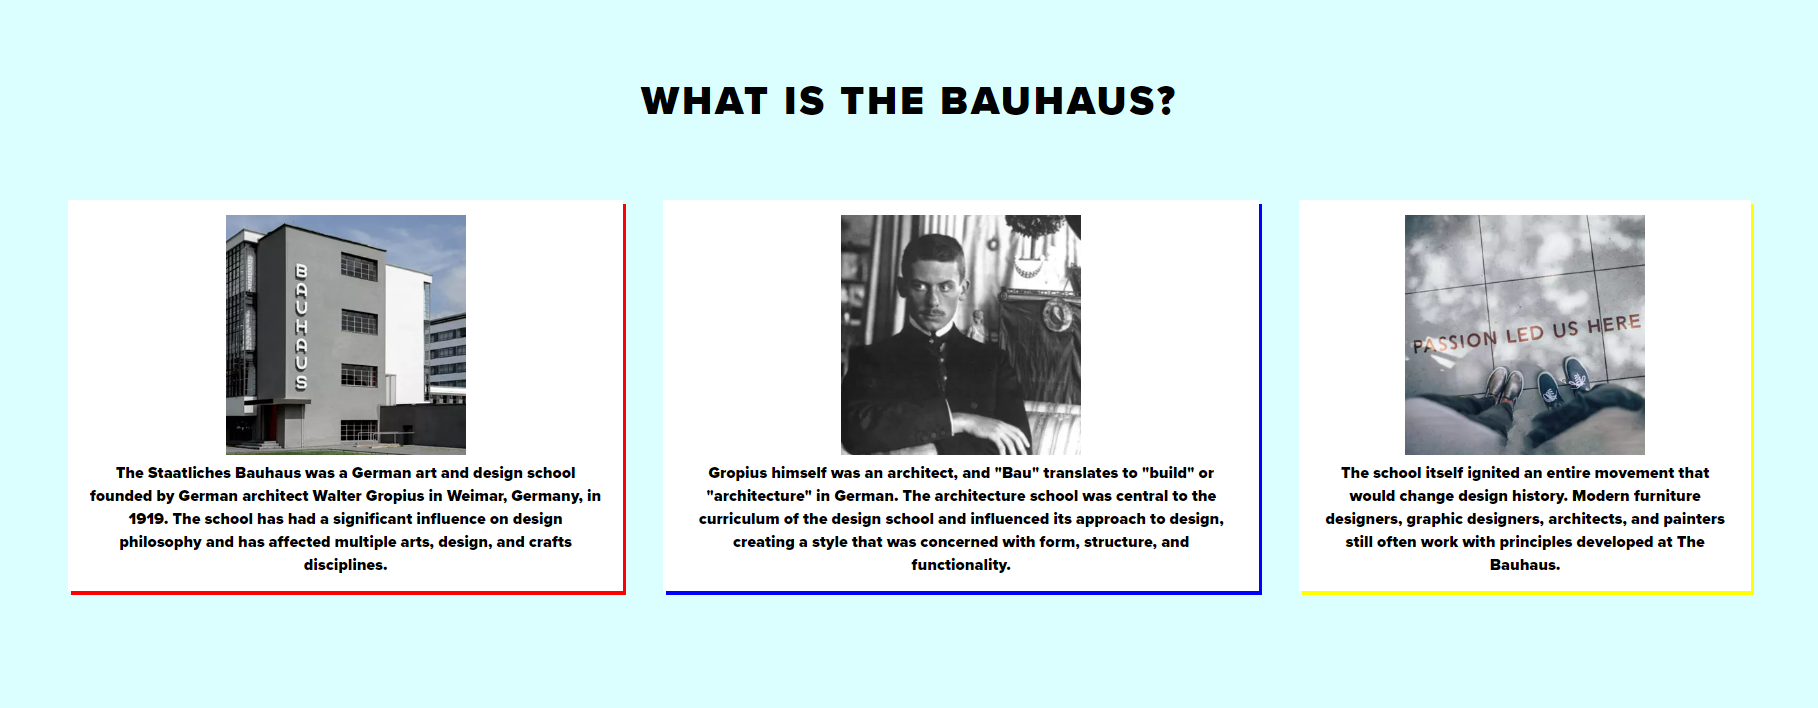 WHAT IS THE BAUHAUS?
BAUHAUS
The Staatliches Bauhaus was a German art and design school
founded by German architect Walter Gropius in Weimar, Germany, in
1919. The school has had a significant influence on design
philosophy and has affected multiple arts, design, and crafts
disciplines.
Gropius himself was an architect, and "Bau" translates to "build" or
"architecture" in German. The architecture school was central to the
curriculum of the design school and influenced its approach to design,
creating a style that was concerned with form, structure, and
functionality.
PASSION LED US HERE
The school itself ignited an entire movement that
would change design history. Modern furniture
designers, graphic designers, architects, and painters
still often work with principles developed at The
Bauhaus.